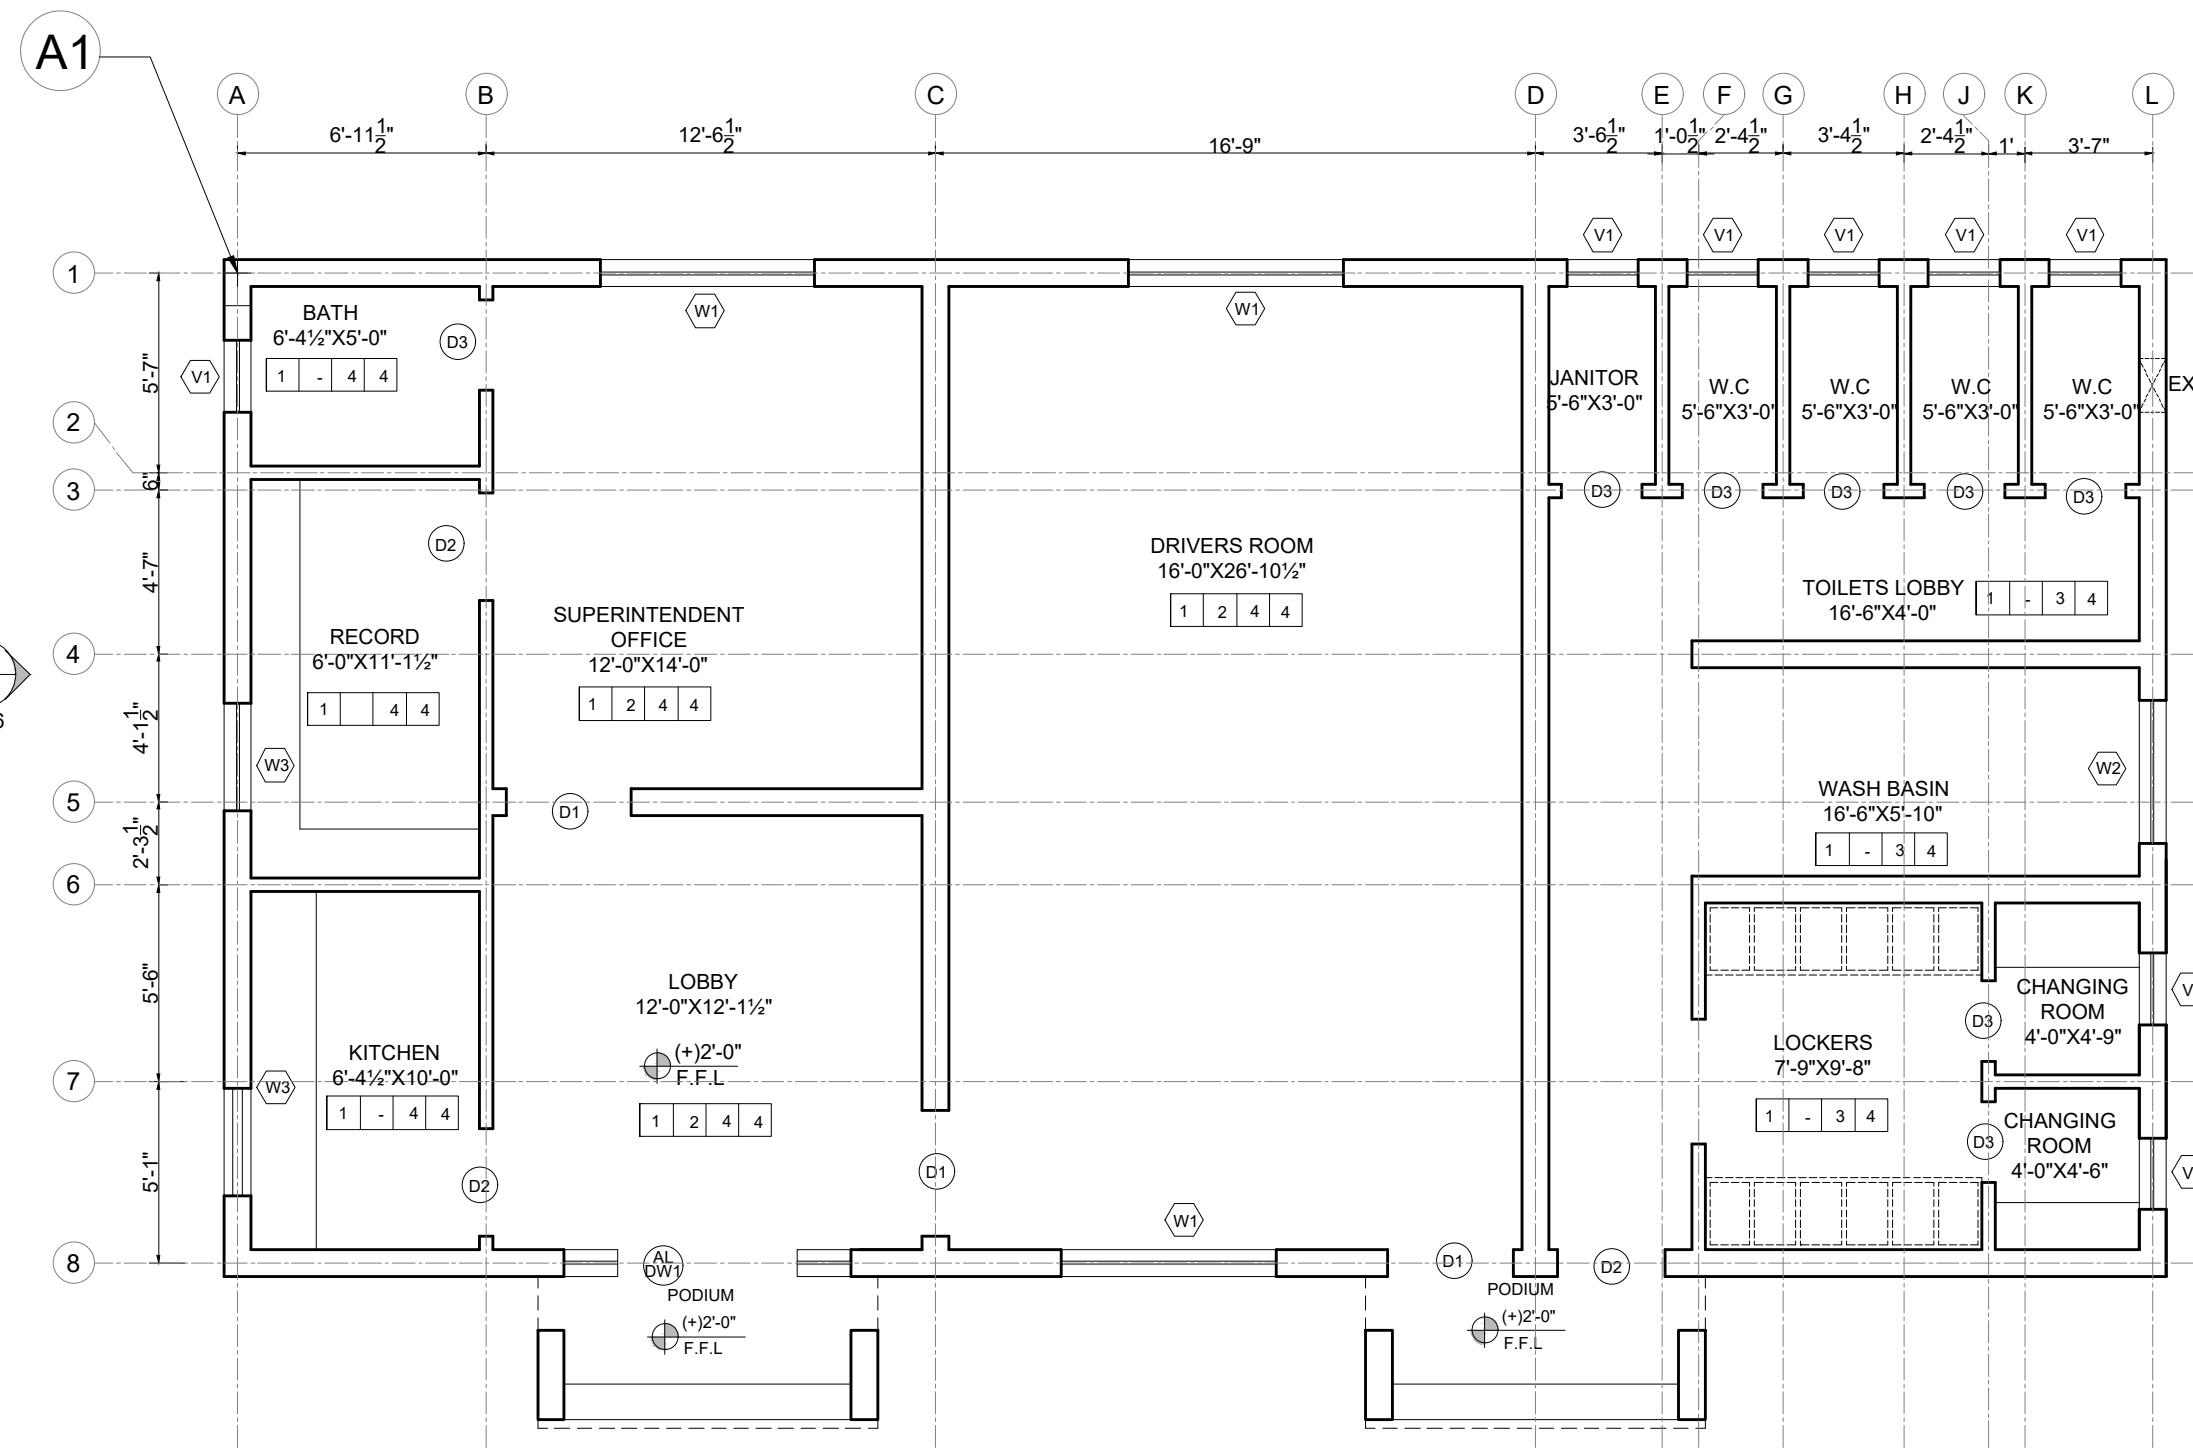 A1
A B C D E F G H J K L
6'-11½" 12'-6½" 16'-9" 3'-6½" 1'-0½" 2'-4½" 3'-4½" 2'-4½" 1' 3'-7"
V1 V1 V1 V1 V1
1
BATH
6'-4½"X5'-0"
1 - 4 4
D3
W1
W1
V1
5'-7"
JANITOR
5'-6"X3'-0"
W.C
5'-6"X3'-0"
W.C
5'-6"X3'-0"
W.C
5'-6"X3'-0"
W.C
5'-6"X3'-0"
EX
2
6"
3
D3 D3 D3 D3 D3
D2
4'-7"
DRIVERS ROOM
16'-0"X26'-10½"
1 2 4 4
TOILETS LOBBY
16'-6"X4'-0"
1 - 3 4
SUPERINTENDENT
OFFICE
12'-0"X14'-0"
1 2 4 4
RECORD
6'-0"X11'-1½"
1 4 4
4
4'-1½"
W3
W2
5
D1
WASH BASIN
16'-6"X5'-10"
1 - 3 4
2'-3½"
6
5'-6"
LOBBY
12'-0"X12'-1½"
(+)2'-0"
F.F.L
1 2 4 4
KITCHEN
6'-4½"X10'-0"
1 - 4 4
W3
7
LOCKERS
7'-9"X9'-8"
1 - 3 4
CHANGING
ROOM
4'-0"X4'-9"
D3
V
CHANGING
ROOM
4'-0"X4'-6"
D3
V
5'-1"
D2
D1
W1
8
AL
DW1
D1
D2
PODIUM
(+)2'-0"
F.F.L
PODIUM
(+)2'-0"
F.F.L